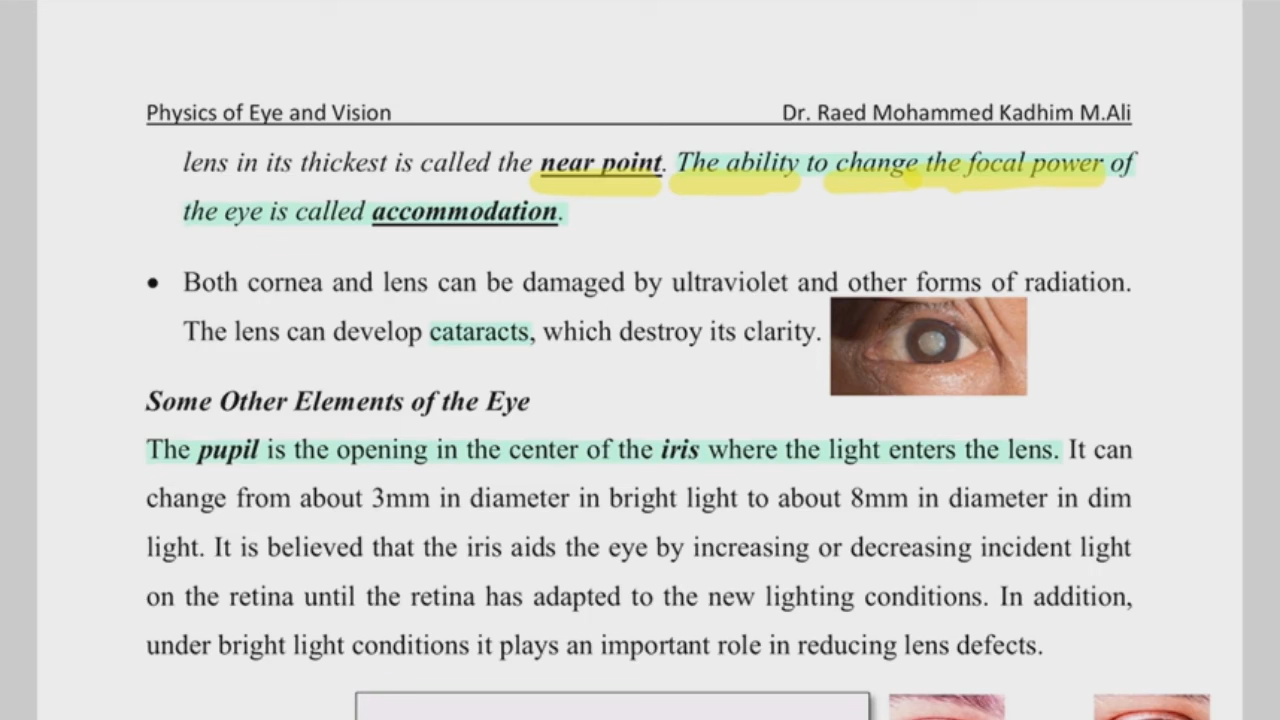 Physics of Eye and Vision Dr. Raed Mohammed Kadhim M.Ali
lens in its thickest is called the near point. The ability to change the focal power of
the eye is called accommodation.
• Both cornea and lens can be damaged by ultraviolet and other forms of radiation.
The lens can develop cataracts, which destroy its clarity.
Some Other Elements of the Eye
The pupil is the opening in the center of the iris where the light enters the lens. It can
change from about 3mm in diameter in bright light to about 8mm in diameter in dim
light. It is believed that the iris aids the eye by increasing or decreasing incident light
on the retina until the retina has adapted to the new lighting conditions. In addition,
under bright light conditions it plays an important role in reducing lens defects.